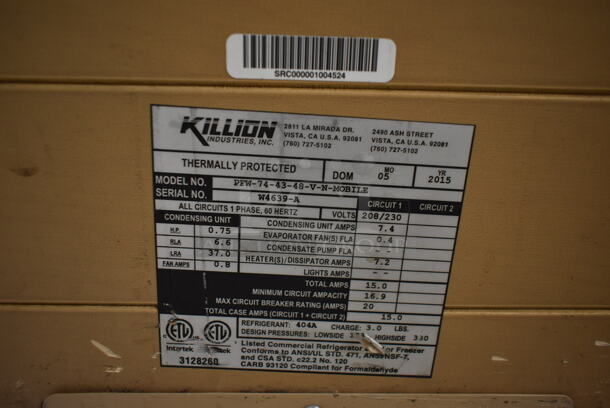 SRC000001004524
KILLION
INDUSTRIES, INC.
2811 LA MIRADA DR.
VISTA, CA U.S.A. 92081
(760) 727-5102
2490 ASH STREET
VISTA, CA U.S.A. 92081
(760) 727-5102
THERMALLY PROTECTED DOM MO 05 YR 2015
MODEL NO. PFW-74-43-48-V-N-MOBILE
SERIAL NO. W4639-A CIRCUIT 1 CIRCUIT 2
ALL CIRCUITS 1 PHASE, 60 HERTZ VOLTS 208/230
CONDENSING UNIT
H.P. 0.75
RLA 6.6
LRA 37.0
FAN AMPS 0.8
CONDENSING UNIT AMPS 7.4
EVAPORATOR FAN(S) FLA 0.4
CONDENSATE PUMP FLA
HEATER(S)/DISSIPATOR AMPS 7.2
LIGHTS AMPS - -
TOTAL AMPS 15.0
MINIMUM CIRCUIT AMPACITY 16.9
MAX CIRCUIT BREAKER RATING (AMPS) 20
TOTAL CASE AMPS (CIRCUIT 1 + CIRCUIT 2) 15.0
REFRIGERANT: 404A CHARGE: 3.0 LBS.
DESIGN PRESSURES: LOWSIDE HIGHSIDE 330
ETL ETL
Intertek
3128260
Listed Commercial Refrigerator Freezer
Conforms to ANSI/UL STD. 471, ANSI/NSF-7,
and CSA STD. c22.2 No. 120
CARB 93120 Compliant for Formaldehyde